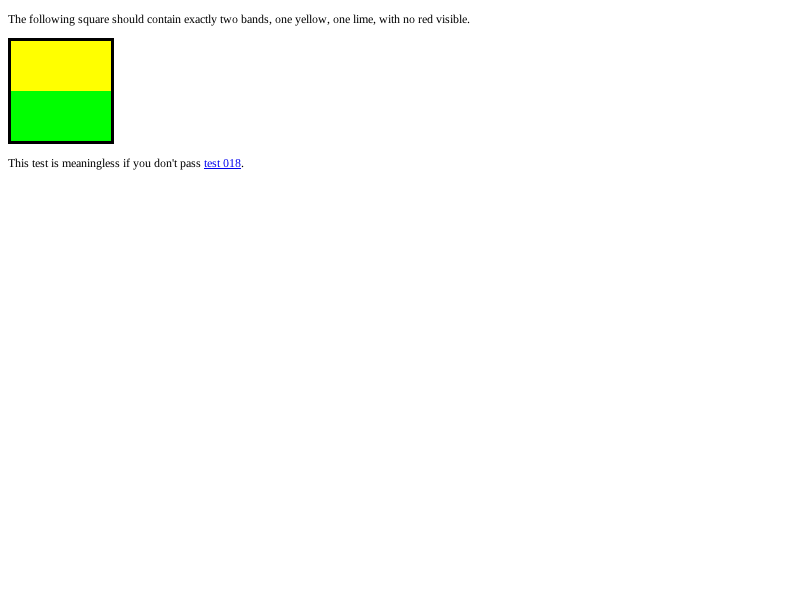 The following square should contain exactly two bands, one yellow, one lime, with no red visible.
This test is meaningless if you don't pass test 018.